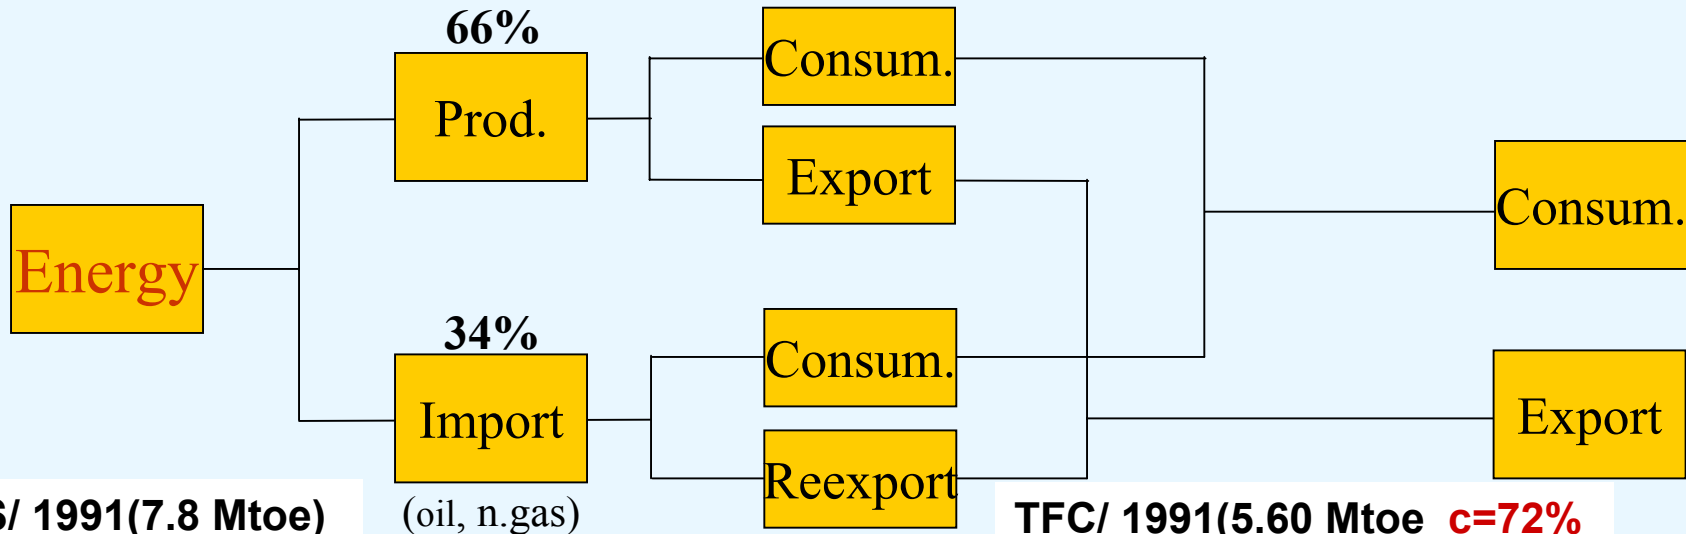 66%
Prod.
Consum.
Export
Energy
Consum.
34%
Import
(oil, n.gas)
Consum.
Reexport
Export
S/ 1991(7.8 Mtoe)
TFC/ 1991(5.60 Mtoe c=72%